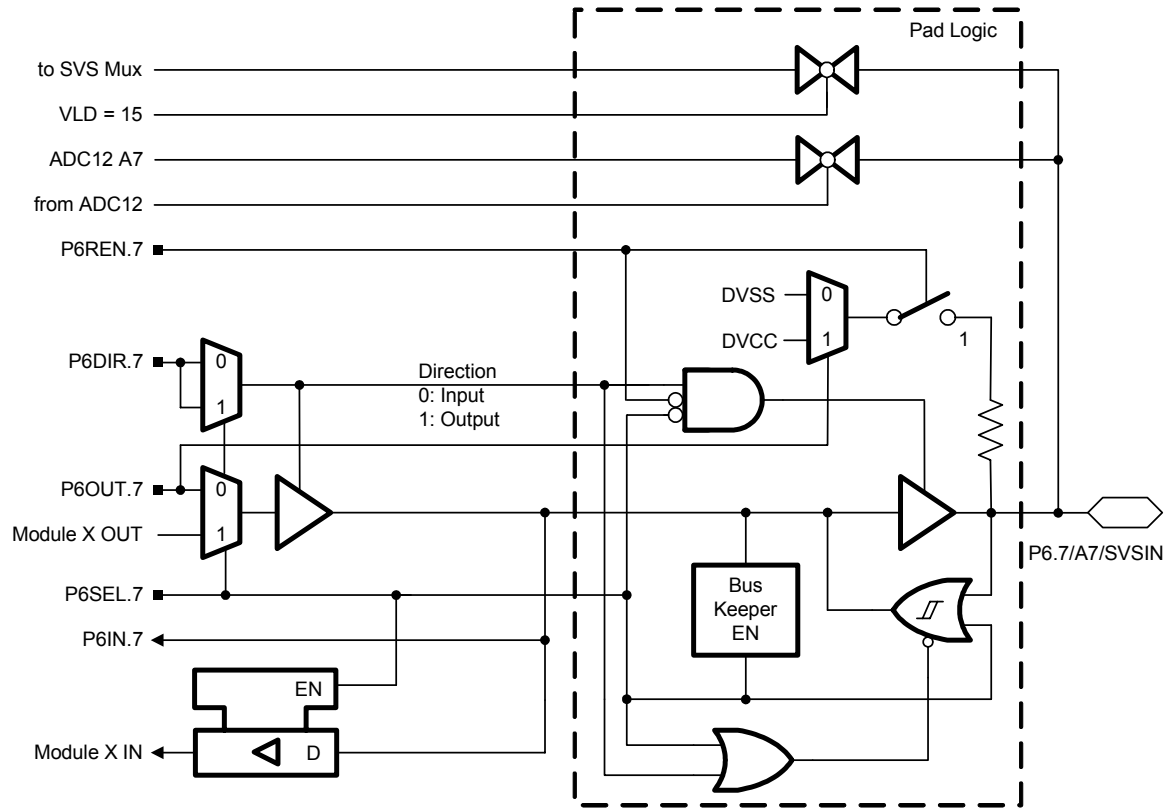 Pad Logic
to SVS Mux
VLD = 15
ADC12 A7
from ADC12
P6REN.7
DVSS
0
DVCC
1
1
P6DIR.7
0
1
Direction
0: Input
1: Output
P6OUT.7
0
Module X OUT
1
P6.7/A7/SVSIN
P6SEL.7
Bus
Keeper
EN
P6IN.7
EN
Module X IN
D